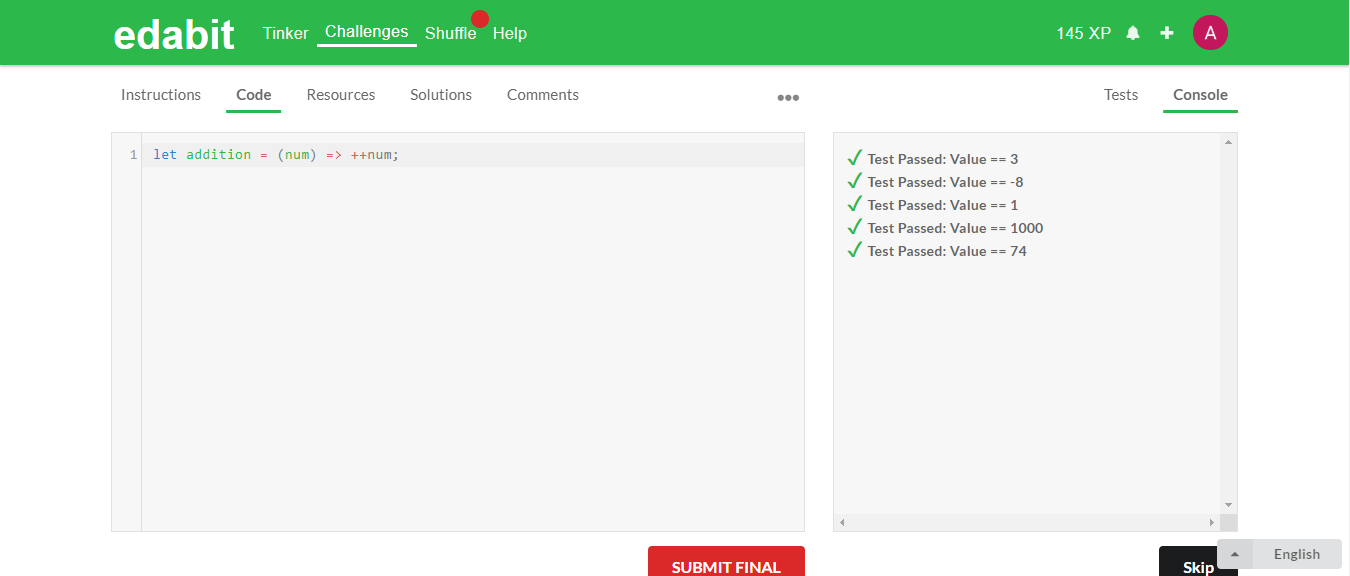 edabit Tinker Challenges Shuffle Help 145 XP A
Instructions Code Resources Solutions Comments ••• Tests Console
1 let addition = (num) => ++num;
✓ Test Passed: Value == 3
✓ Test Passed: Value == -8
✓ Test Passed: Value == 1
✓ Test Passed: Value == 1000
✓ Test Passed: Value == 74
SUBMIT FINAL Skip English